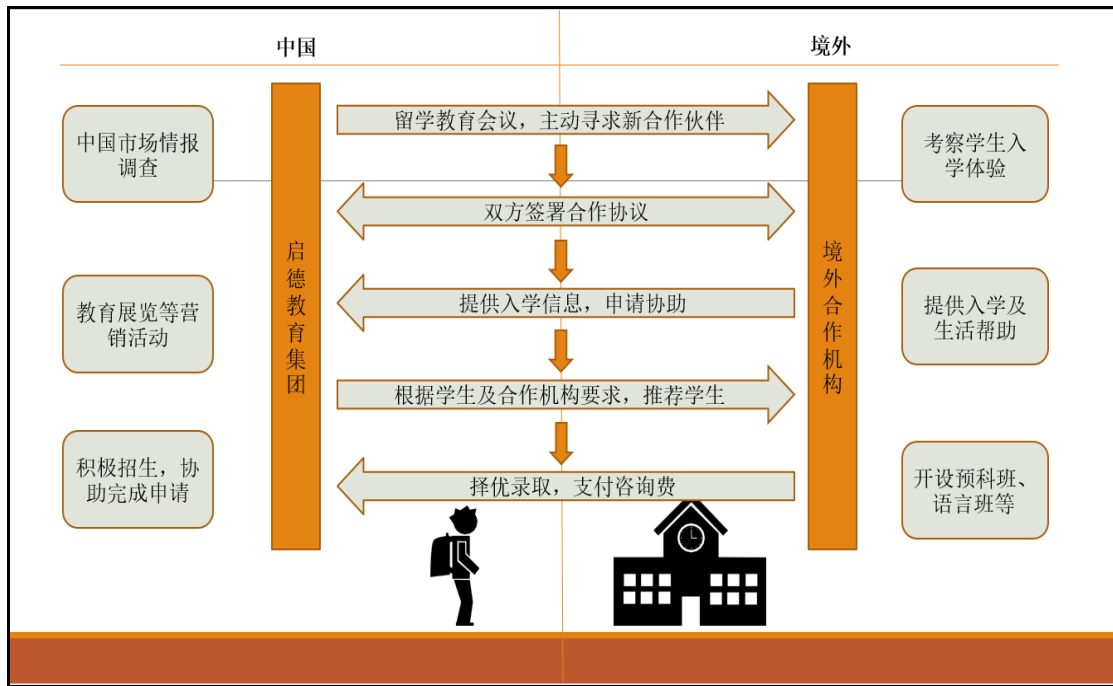 中国
境外
中国市场情报
调查
教育展览等营
销活动
积极招生，协
助完成申请
启德教育集团
留学教育会议，主动寻求新合作伙伴
双方签署合作协议
提供入学信息，申请协助
根据学生及合作机构要求，推荐学生
择优录取，支付咨询费
境外合作机构
考察学生入
学体验
提供入学及
生活帮助
开设预科班、
语言班等